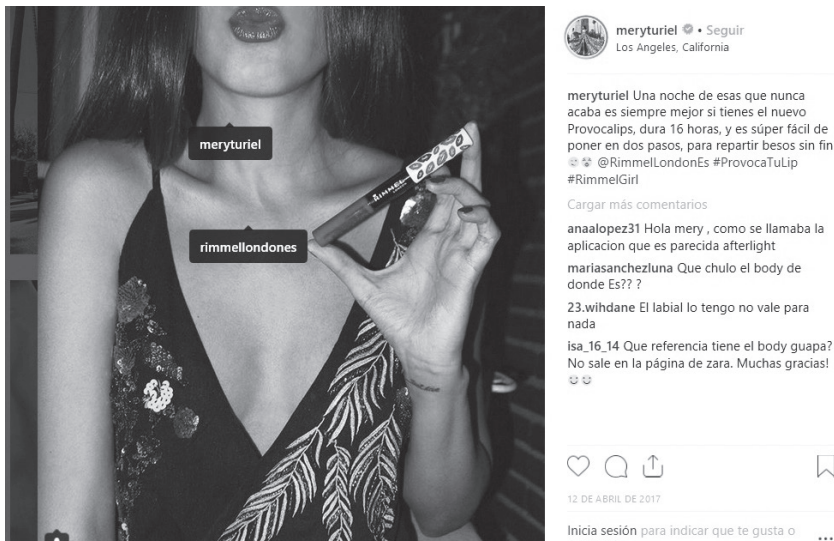 meryturiel • Seguir
Los Angeles, California
meryturiel Una noche de esas que nunca
acaba es siempre mejor si tienes el nuevo
Provocalips, dura 16 horas, y es súper fácil de
poner en dos pasos, para repartir besos sin fin
@RimmelLondonEs #ProvocaTuLip
#RimmelGirl
Cargar más comentarios
anaalopez31 Hola mery , como se llamaba la
aplicacion que es parecida afterlight
mariasanchezluna Que chulo el body de
donde Es?? ?
23.wihdane El labial lo tengo no vale para
nada
isa_16_14 Que referencia tiene el body guapa?
No sale en la página de zara. Muchas gracias!
12 DE ABRIL DE 2017
Inicia sesión para indicar que te gusta o
meryturiel
RIMMEL
rimmellondones